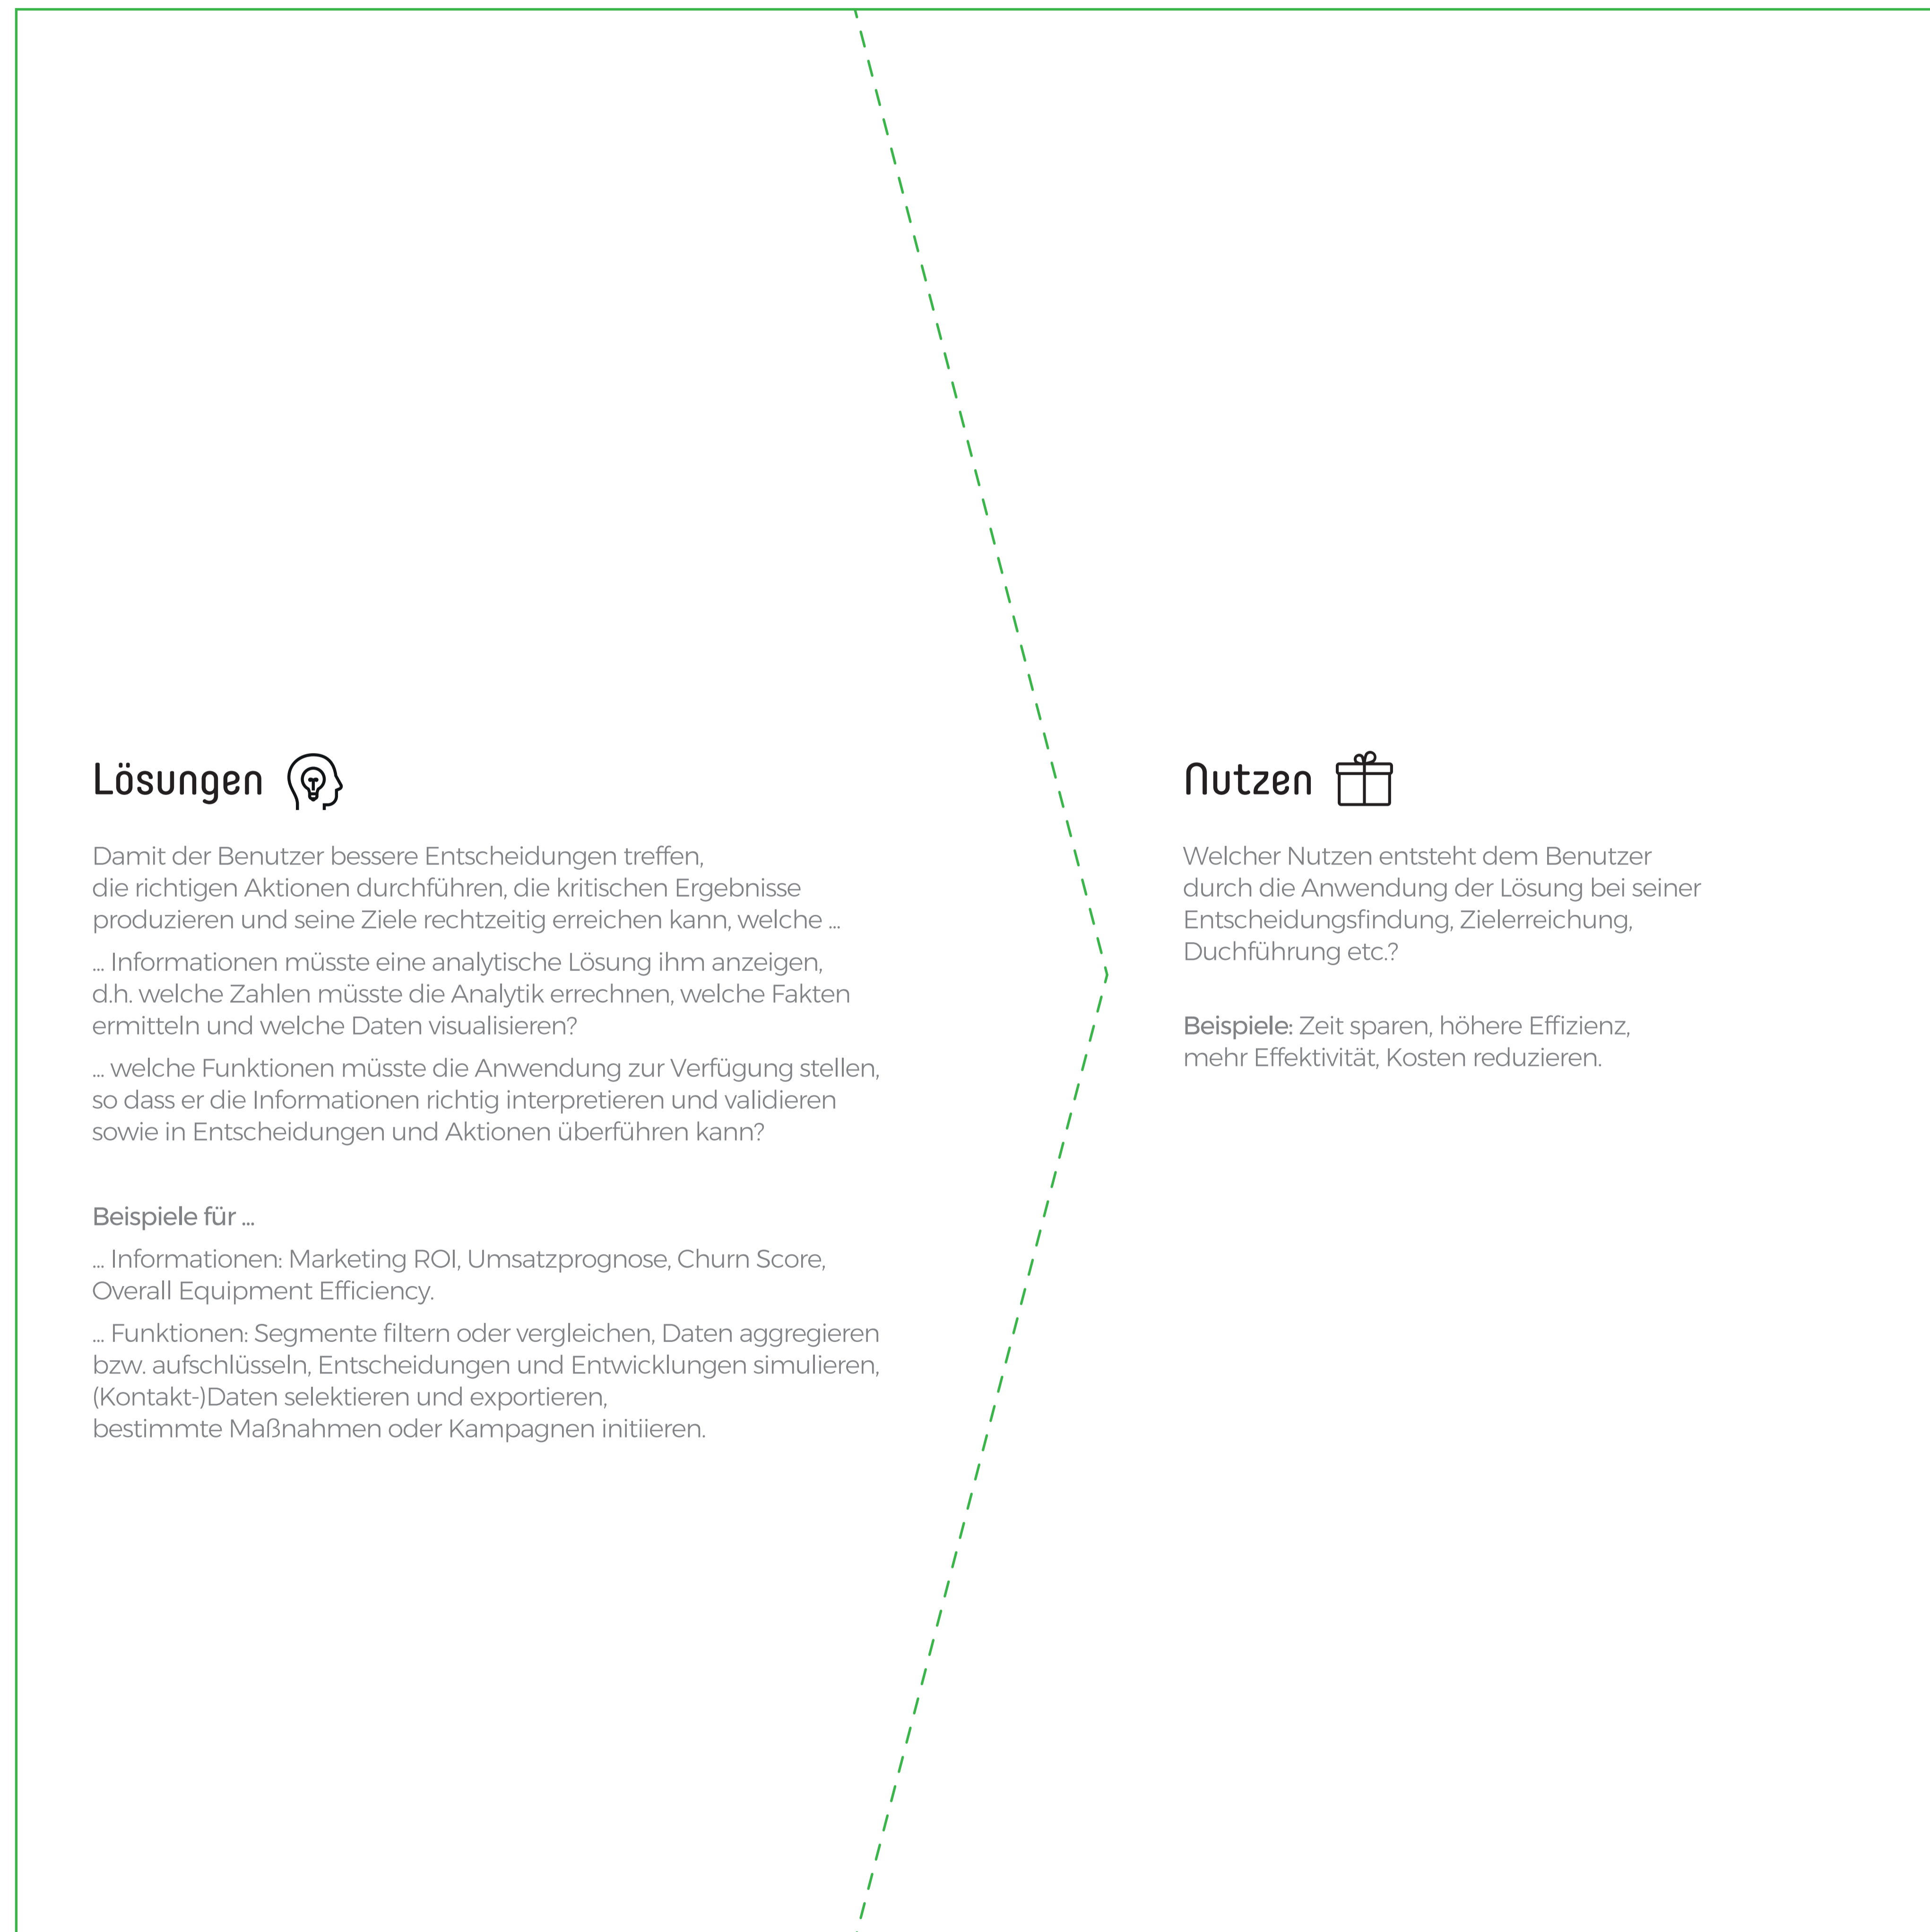 Lösungen
Damit der Benutzer bessere Entscheidungen treffen,
die richtigen Aktionen durchführen, die kritischen Ergebnisse
produzieren und seine Ziele rechtzeitig erreichen kann, welche ...
... Informationen müsste eine analytische Lösung ihm anzeigen,
d.h. welche Zahlen müsste die Analytik errechnen, welche Fakten
ermitteln und welche Daten visualisieren?
... welche Funktionen müsste die Anwendung zur Verfügung stellen,
so dass er die Informationen richtig interpretieren und validieren
sowie in Entscheidungen und Aktionen überführen kann?
Beispiele für ...
... Informationen: Marketing ROI, Umsatzprognose, Churn Score,
Overall Equipment Efficiency.
... Funktionen: Segmente filtern oder vergleichen, Daten aggregieren
bzw. aufschlüsseln, Entscheidungen und Entwicklungen simulieren,
(Kontakt-)Daten selektieren und exportieren,
bestimmte Maßnahmen oder Kampagnen initiieren.
Nutzen
Welcher Nutzen entsteht dem Benutzer
durch die Anwendung der Lösung bei seiner
Entscheidungsfindung, Zielerreichung,
Duchführung etc.?
Beispiele: Zeit sparen, höhere Effizienz,
mehr Effektivität, Kosten reduzieren.